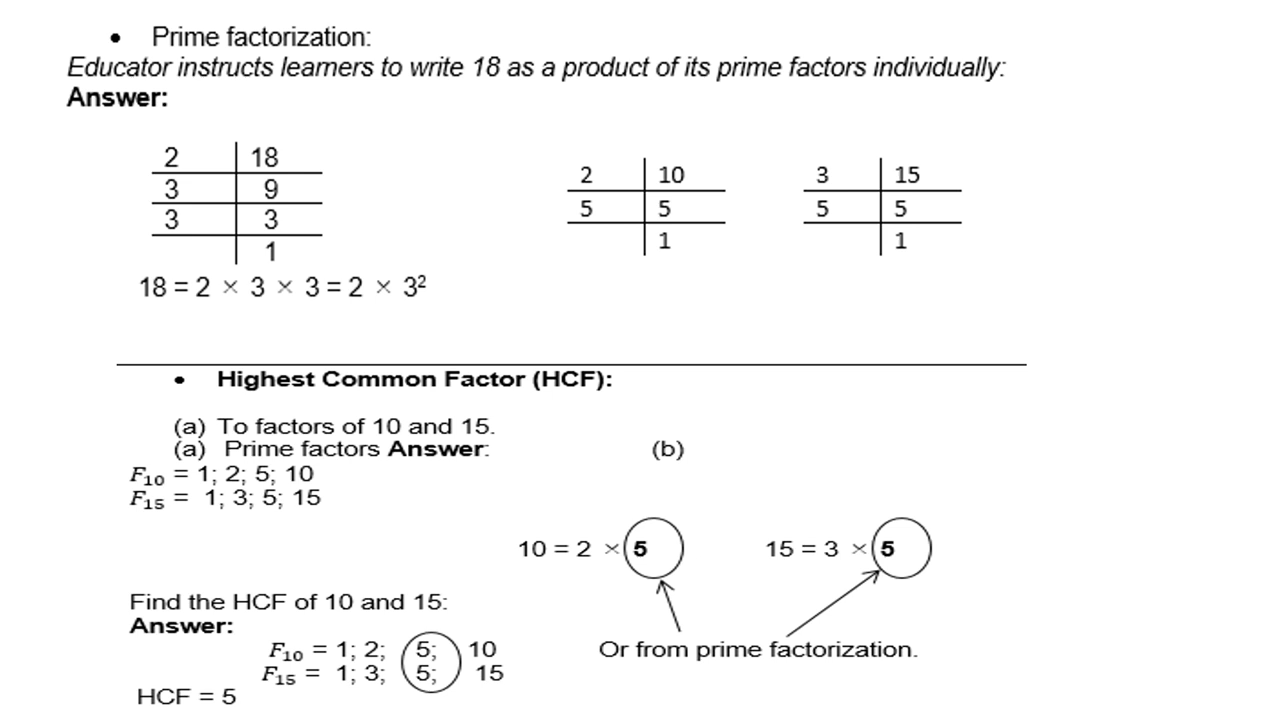 • Prime factorization:
Educator instructs learners to write 18 as a product of its prime factors individually:
Answer:
2 18
3 9
3 3
1
2 10
5 5
1
3 15
5 5
1
18 = 2 × 3 × 3 = 2 × 3²
• Highest Common Factor (HCF):
(a) To factors of 10 and 15.
(a) Prime factors Answer: (b)
F₁₀ = 1; 2; 5; 10
F₁₅ = 1; 3; 5; 15
10 = 2 × 5 15 = 3 × 5
Find the HCF of 10 and 15:
Answer:
F₁₀ = 1; 2; 5; 10
F₁₅ = 1; 3; 5; 15
Or from prime factorization.
HCF = 5